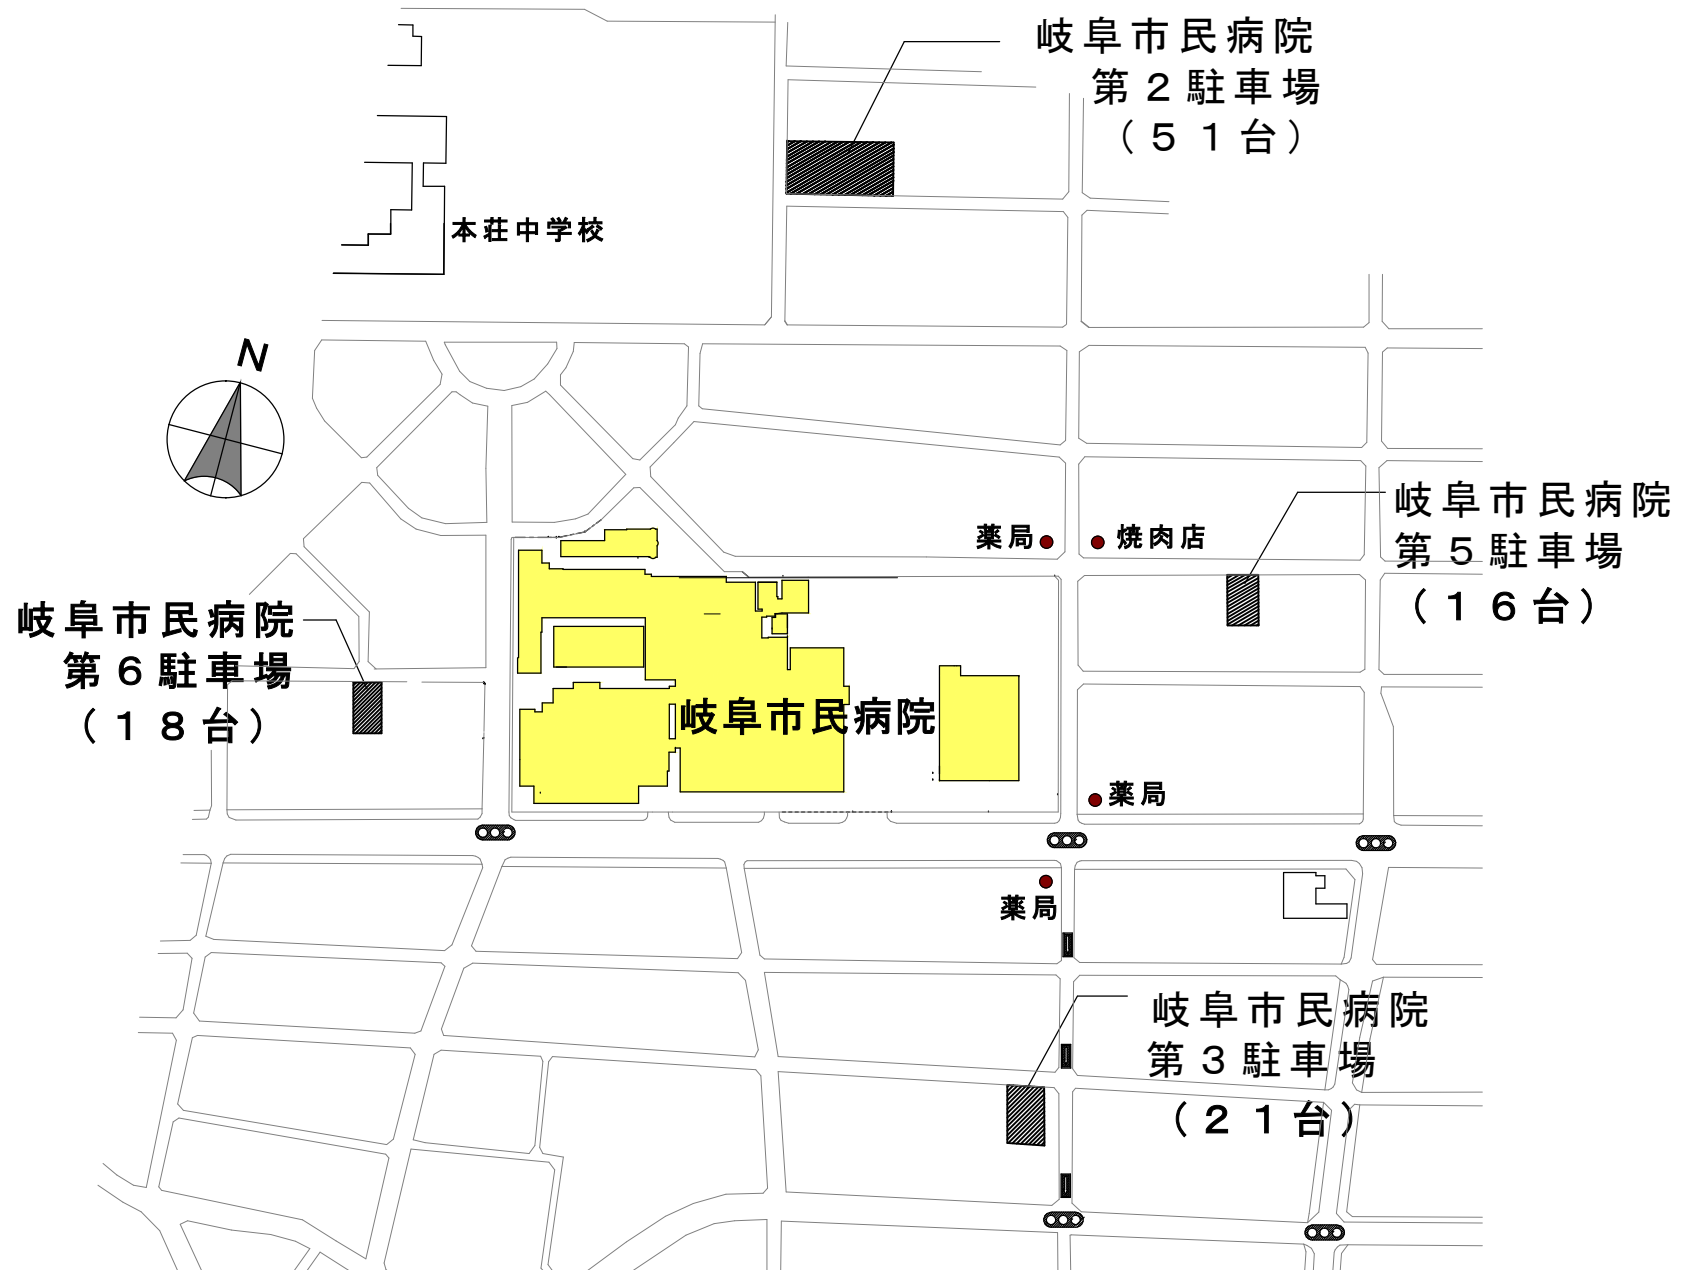 岐阜市民病院
第２駐車場
（５１台）
本荘中学校
N
岐阜市民病院
第５駐車場
（１６台）
薬局
焼肉店
岐阜市民病院
第６駐車場
（１８台）
岐阜市民病院
薬局
薬局
岐阜市民病院
第３駐車場
（２１台）